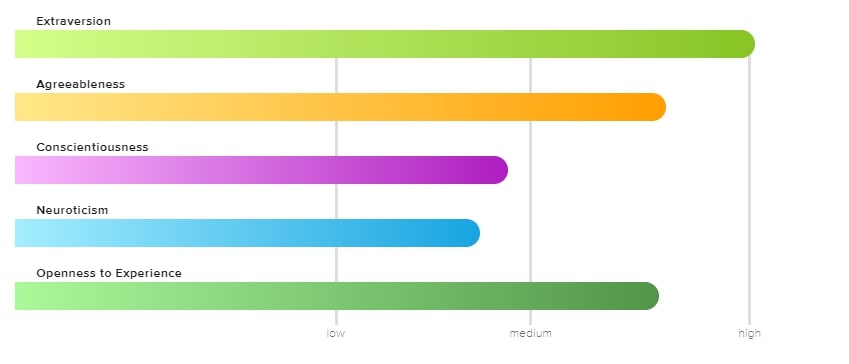 Extraversion
Agreeableness
Conscientiousness
Neuroticism
Openness to Experience
low medium high